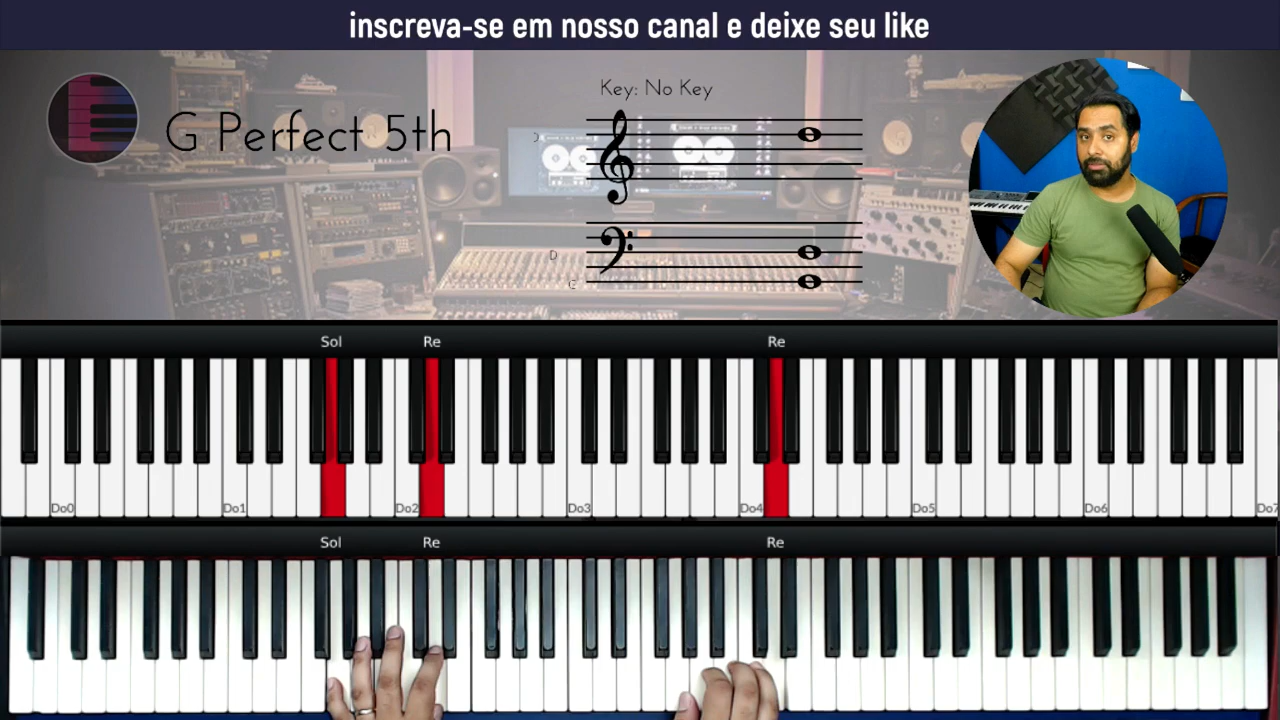 inscreva-se em nosso canal e deixe seu like
Key: No Key
G Perfect 5th
D
G
Sol Re Re
Do0 Do1 Do2 Do3 Do4 Do5 Do6 Do7
Sol Re Re